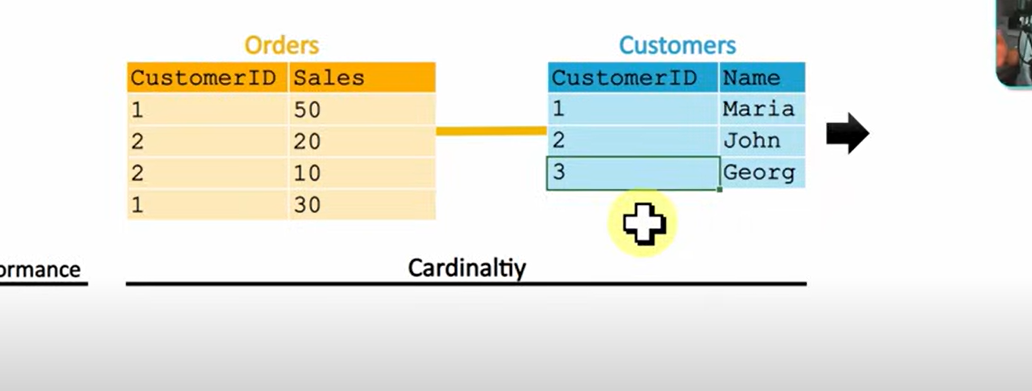 Orders
CustomerID Sales
1 50
2 20
2 10
1 30
Customers
CustomerID Name
1 Maria
2 John
3 Georg
ormance
Cardinaltiy